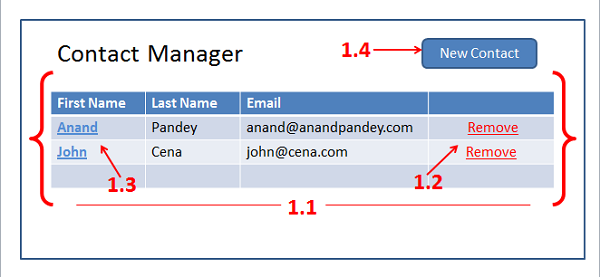 Contact Manager 1.4 New Contact
First Name Last Name Email
Anand Pandey anand@anandpandey.com Remove
John Cena john@cena.com Remove
1.3 1.2
1.1